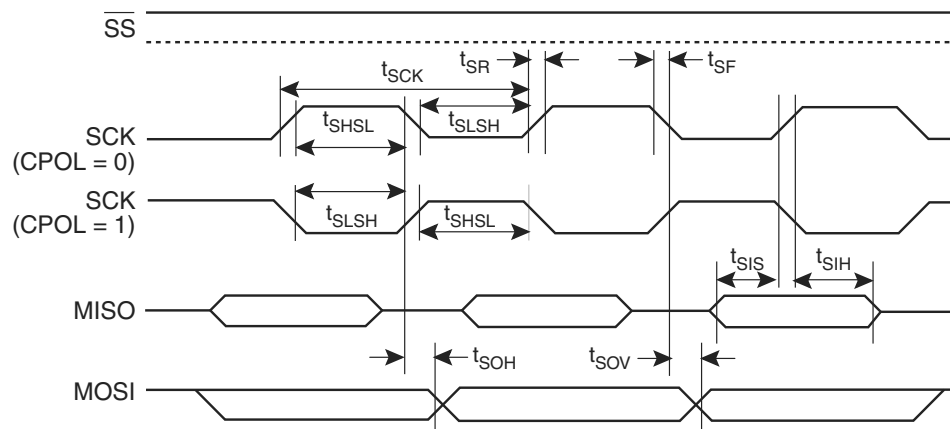 SS
tSCK
tSR
tSF
tSHSL
tSLSH
SCK
(CPOL = 0)
SCK
(CPOL = 1)
tSLSH
tSHSL
tSIS
tSIH
MISO
tSOH
tSOV
MOSI